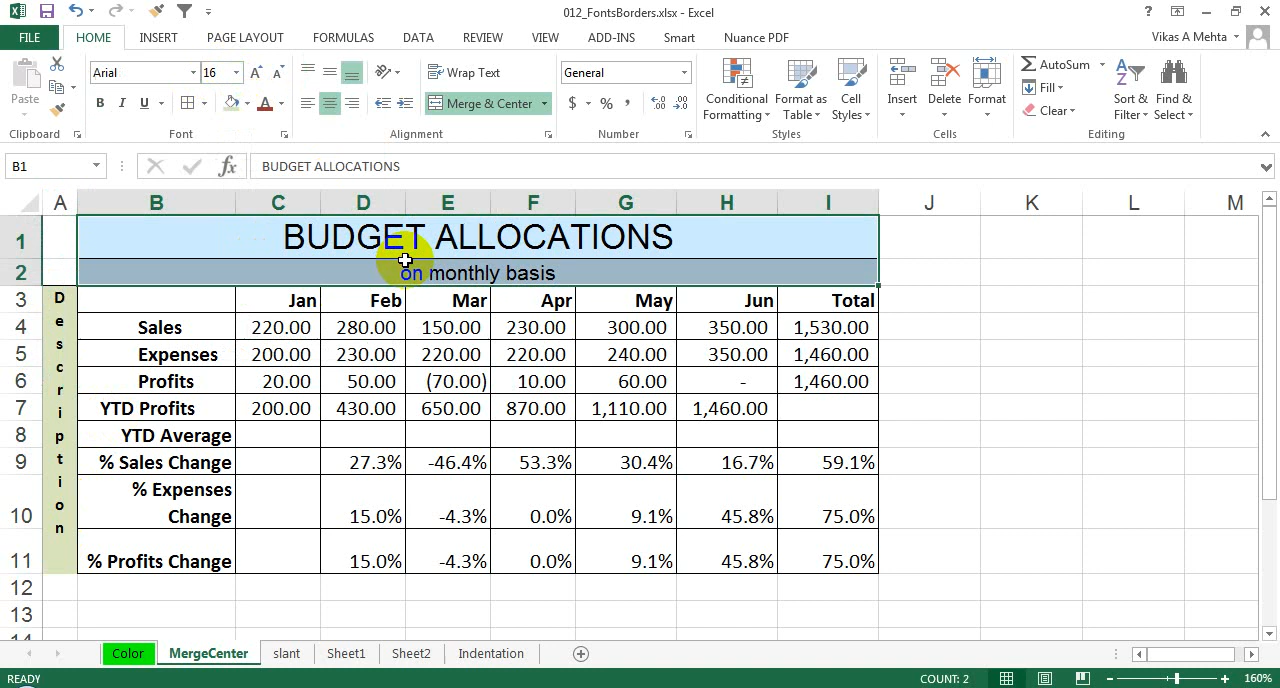 012_FontsBorders.xlsx - Excel
FILE HOME INSERT PAGE LAYOUT FORMULAS DATA REVIEW VIEW ADD-INS Smart Nuance PDF Vikas A Mehta
Arial 16 Wrap Text General AutoSum
Paste Merge & Center Conditional Formatting Format as Table Cell Styles Insert Delete Format Fill Sort & Filter Find & Select
Clear
Clipboard Font Alignment Number Styles Cells Editing
B1 fx BUDGET ALLOCATIONS
A B C D E F G H I J K L M
1 BUDGET ALLOCATIONS
2 on monthly basis
3 Description Jan Feb Mar Apr May Jun Total
4 Sales 220.00 280.00 150.00 230.00 300.00 350.00 1,530.00
5 Expenses 200.00 230.00 220.00 220.00 240.00 350.00 1,460.00
6 Profits 20.00 50.00 (70.00) 10.00 60.00 - 1,460.00
7 YTD Profits 200.00 430.00 650.00 870.00 1,110.00 1,460.00
8 YTD Average
9 % Sales Change 27.3% -46.4% 53.3% 30.4% 16.7% 59.1%
% Expenses
10 Change 15.0% -4.3% 0.0% 9.1% 45.8% 75.0%
11 % Profits Change 15.0% -4.3% 0.0% 9.1% 45.8% 75.0%
12
13
14
Color MergeCenter slant Sheet1 Sheet2 Indentation
READY COUNT: 2 160%